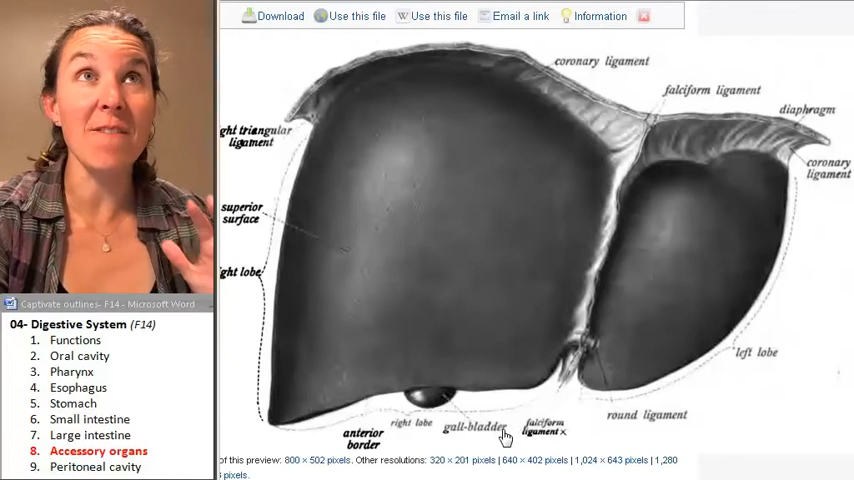 Download Use this file Use this file Email a link Information
coronary ligament
falciform ligament
diaphragm
ght triangular
ligament
coronary
ligament
superior
surface
ght lobe
left lobe
round ligament
right lobe
gall-bladder
falciform
ligament
anterior
border
of this preview: 800 × 502 pixels. Other resolutions: 320 × 201 pixels | 640 × 402 pixels | 1,024 × 643 pixels | 1,280
pixels.
Captivate outlines- F14 - Microsoft Word
04- Digestive System (F14)
1. Functions
2. Oral cavity
3. Pharynx
4. Esophagus
5. Stomach
6. Small intestine
7. Large intestine
8. Accessory organs
9. Peritoneal cavity